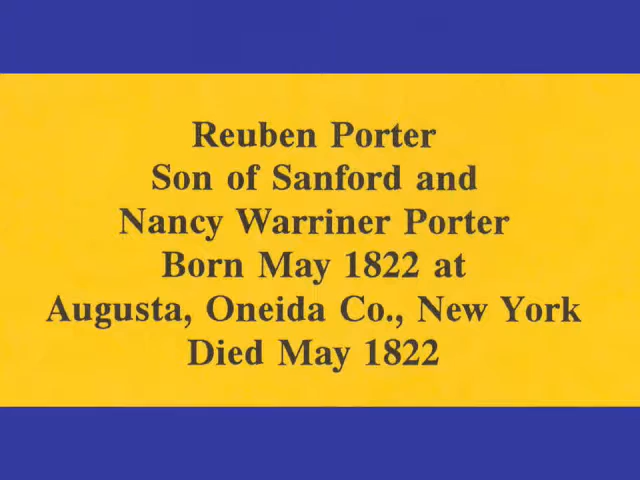 Reuben Porter
Son of Sanford and
Nancy Warriner Porter
Born May 1822 at
Augusta, Oneida Co., New York
Died May 1822